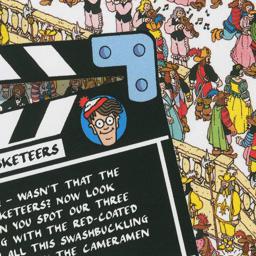 SKETEERS
- WASN'T THAT THE
KETEERS? NOW LOOK
N YOU SPOT OUR THREE
G WITH THE RED-COATED
ALL THIS SWASHBUCKLING
THE CAMERAMEN